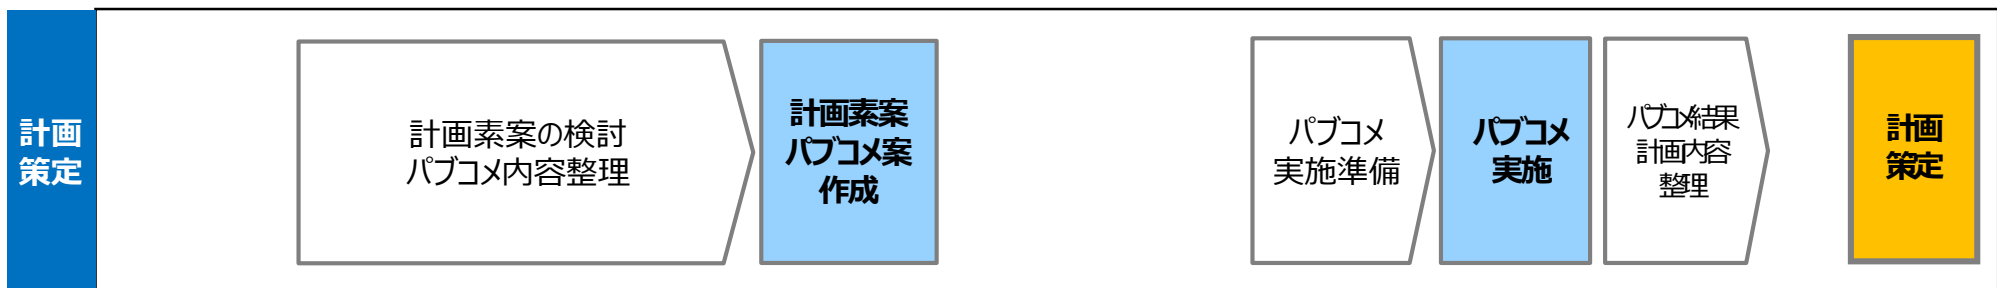 計画
策定
計画素案の検討
パブコメ内容整理
計画素案
パブコメ案
作成
パブコメ
実施準備
パブコメ
実施
パブコメ結果
計画内容
整理
計画
策定